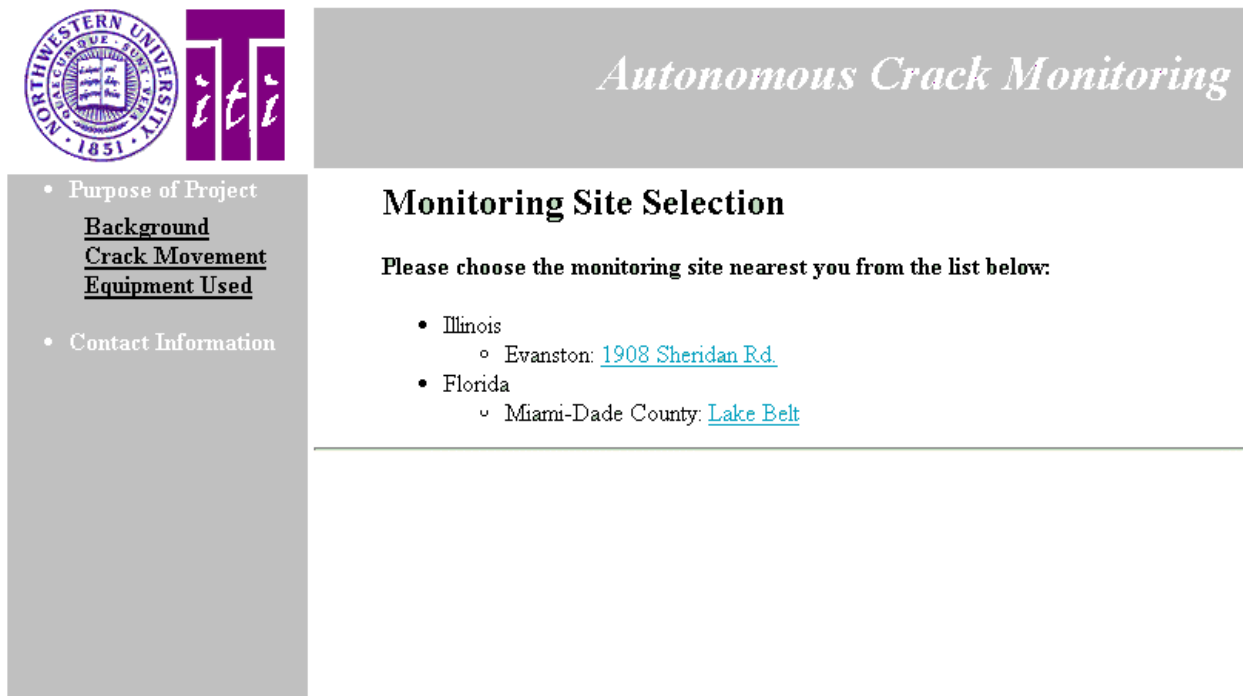 NORTHWESTERN UNIVERSITY
QUAECUMQUE · SUNT · VERA
· 1851 ·
iti
Autonomous Crack Monitoring
• Purpose of Project
Background
Crack Movement
Equipment Used
• Contact Information
Monitoring Site Selection
Please choose the monitoring site nearest you from the list below:
• Illinois
Evanston: 1908 Sheridan Rd.
• Florida
Miami-Dade County: Lake Belt